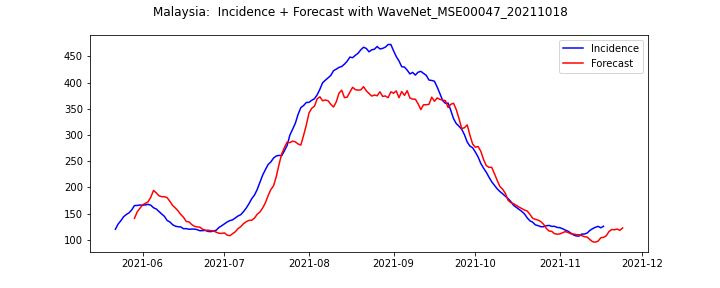 Malaysia:  Incidence + Forecast with WaveNet_MSE00047_20211018
Incidence
Forecast
450
400
350
300
250
200
150
100
2021-06 2021-07 2021-08 2021-09 2021-10 2021-11 2021-12